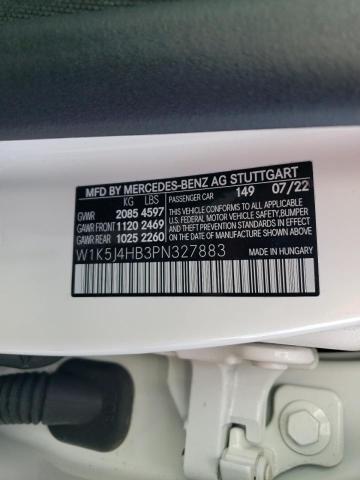 MFD BY MERCEDES-BENZ AG STUTTGART
KG LBS PASSENGER CAR 149 07/22
GVWR 2085 4597
GAWR FRONT 1120 2469
GAWR REAR 1025 2260
THIS VEHICLE CONFORMS TO ALL APPLICABLE
U.S. FEDERAL MOTOR VEHICLE SAFETY, BUMPER
AND THEFT PREVENTION STANDARDS IN EFFECT
ON THE DATE OF MANUFACTURE SHOWN ABOVE.
W1K5J4HB3PN327883
MADE IN HUNGARY